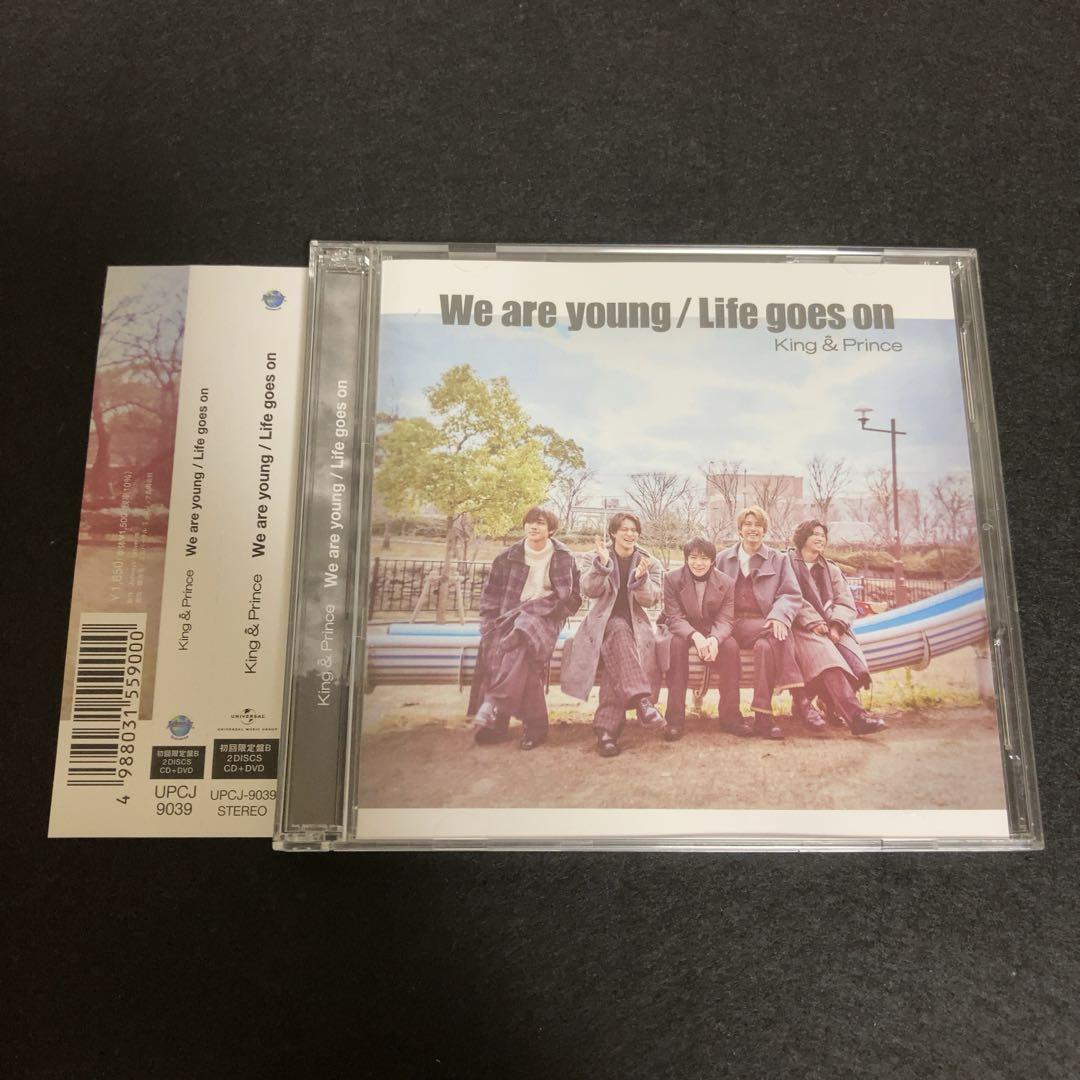 We are young / Life goes on
King & Prince
King & Prince We are young / Life goes on
King & Prince We are young / Life goes on
UNIVERSAL
UNIVERSAL MUSIC GROUP
初回限定盤B
2DISCS
CD+DVD
UPCJ-9039
STEREO
King & Prince We are young / Life goes on
初回限定盤B
2DISCS
CD+DVD
UPCJ
9039
4 988031 559000